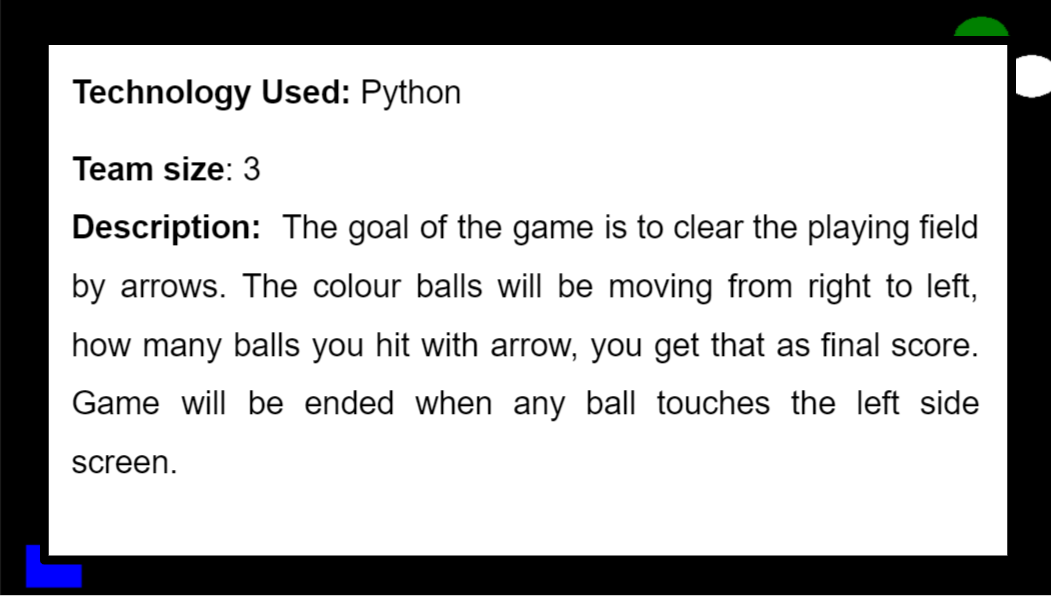 Technology Used: Python
Team size: 3
Description: The goal of the game is to clear the playing field
by arrows. The colour balls will be moving from right to left,
how many balls you hit with arrow, you get that as final score.
Game will be ended when any ball touches the left side
screen.